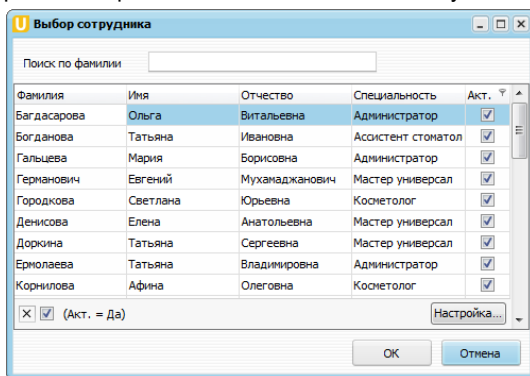 Выбор сотрудника
Поиск по фамилии
Фамилия Имя Отчество Специальность Акт.
Багдасарова Ольга Витальевна Администратор
Богданова Татьяна Ивановна Ассистент стоматол
Гальцева Мария Борисовна Администратор
Германович Евгений Мухамаджанович Мастер универсал
Городкова Светлана Юрьевна Косметолог
Денисова Елена Анатольевна Мастер универсал
Доркина Татьяна Сергеевна Мастер универсал
Ермолаева Татьяна Владимировна Администратор
Корнилова Афина Олеговна Косметолог
(Акт. = Да) Настройка...
ОК Отмена